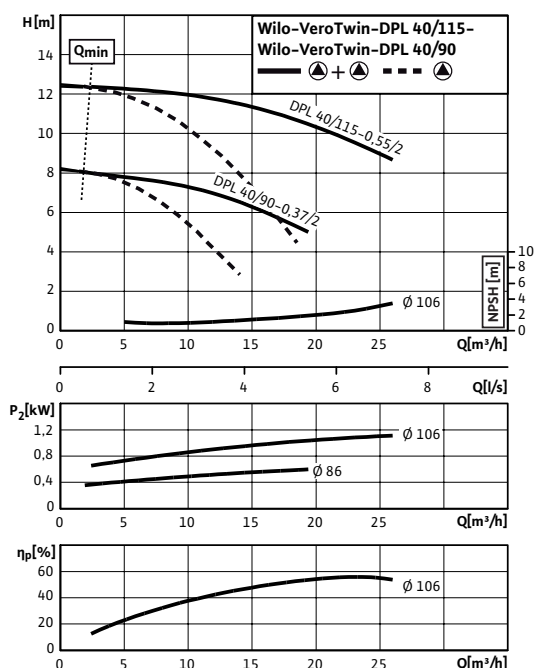 H[m]
Wilo-VeroTwin-DPL 40/115-
Wilo-VeroTwin-DPL 40/90
+
Qmin
14
12
10
8
6
4
2
0
DPL 40/115-0,55/2
DPL 40/90-0,37/2
Ø 106
NPSH [m]
10
8
6
4
2
0
0 5 10 15 20 25 Q[m³/h]
0 2 4 6 8 Q[l/s]
P2[kW]
1,2
0,8
0,4
0
Ø 106
Ø 86
0 5 10 15 20 25 Q[m³/h]
ηp[%]
60
40
20
0
Ø 106
0 5 10 15 20 25 Q[m³/h]